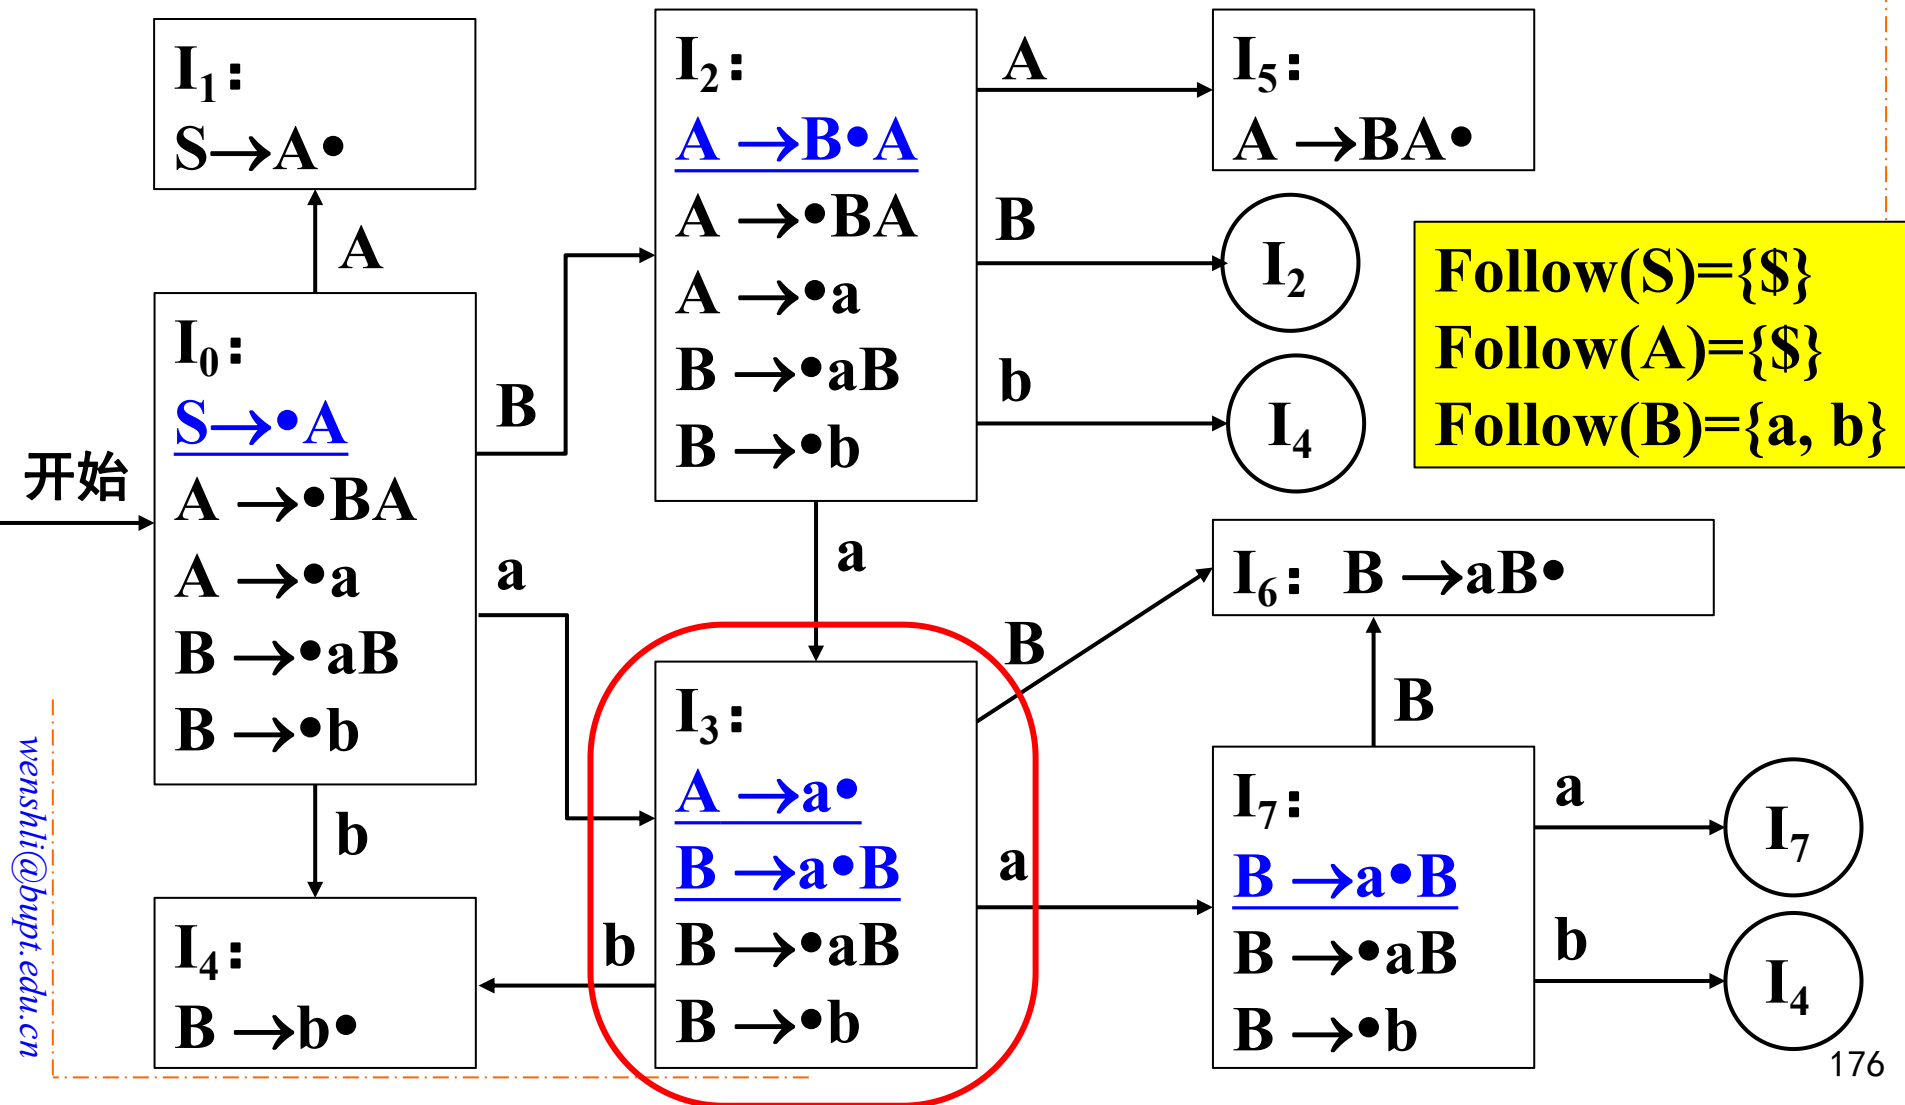 I₁：
S→A•
A
开始
I₀：
S→•A
A →•BA
A →•a
B →•aB
B →•b
B
a
b
I₄：
B →b•
I₂：
A →B•A
A →•BA
A →•a
B →•aB
B →•b
A
B
b
a
I₅：
A →BA•
I₂
I₄
Follow(S)={$}
Follow(A)={$}
Follow(B)={a, b}
I₃：
A →a•
B →a•B
B →•aB
B →•b
B
a
b
I₆： B →aB•
B
I₇：
B →a•B
B →•aB
B →•b
a
b
I₇
I₄
wenshli@bupt.edu.cn
176